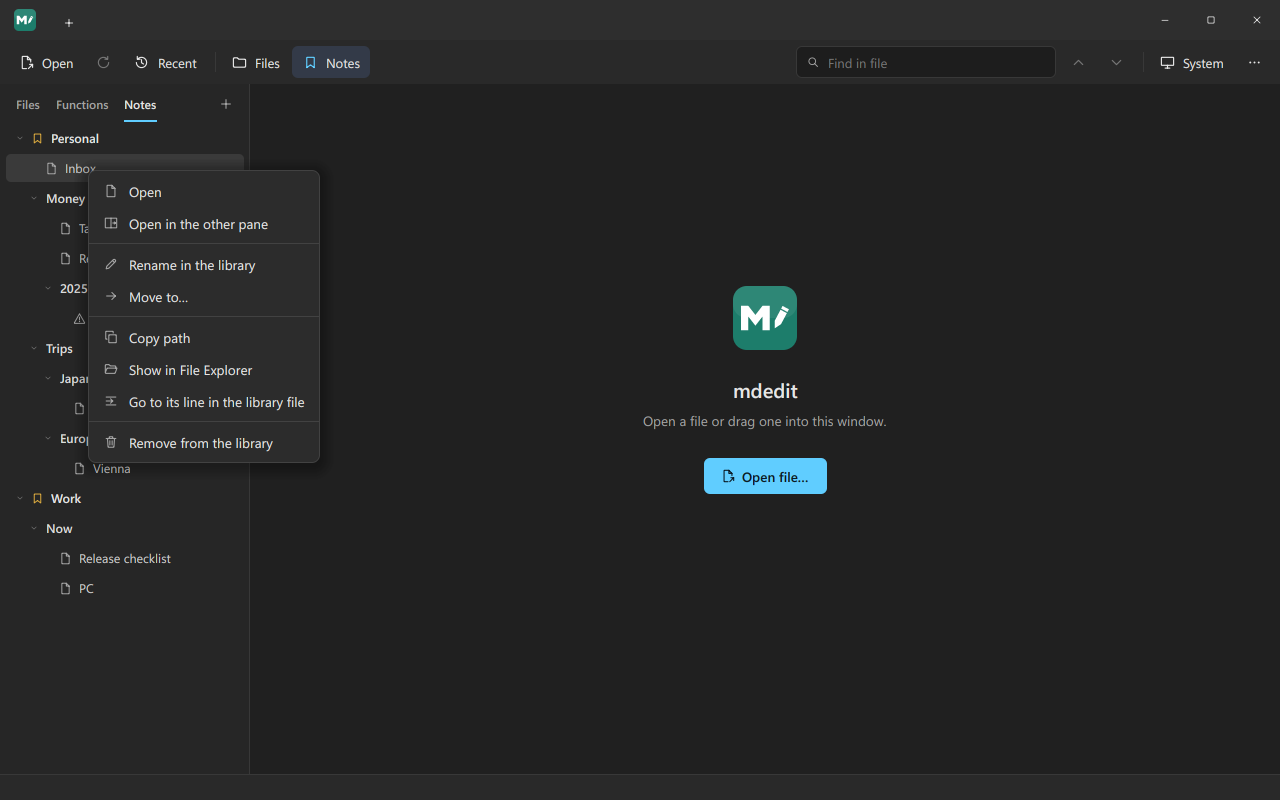 Open
Recent
Files
Notes
Find in file
System
Files
Functions
Notes
Personal
Inbox
Money
2025
Trips
Vienna
Work
Now
Release checklist
PC
Open
Open in the other pane
Rename in the library
Move to...
Copy path
Show in File Explorer
Go to its line in the library file
Remove from the library
M
mdedit
Open a file or drag one into this window.
Open file...